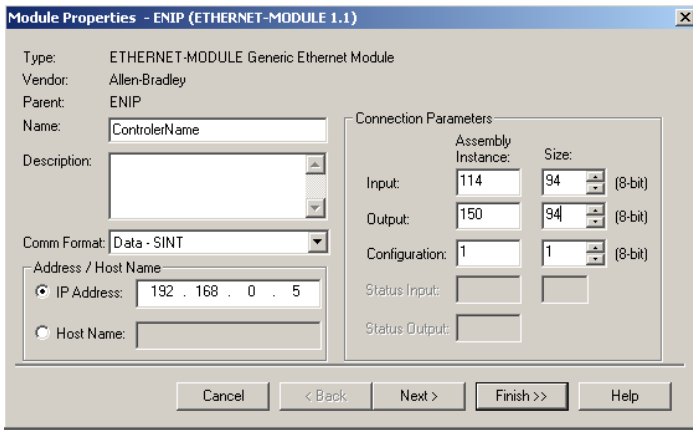 Module Properties - ENIP (ETHERNET-MODULE 1.1)
Type: ETHERNET-MODULE Generic Ethernet Module
Vendor: Allen-Bradley
Parent: ENIP
Name: ControlerName
Description:
Comm Format: Data - SINT
Address / Host Name
IP Address: 192 . 168 . 0 . 5
Host Name:
Connection Parameters
Assembly Instance: Size:
Input: 114 94 (8-bit)
Output: 150 94 (8-bit)
Configuration: 1 1 (8-bit)
Status Input:
Status Output:
Cancel < Back Next > Finish >> Help